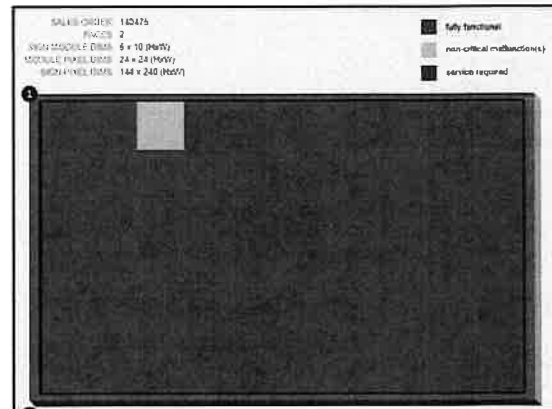 SALES ORDER: 140475
FACES: 2
SIGN MODULE DIMS: 6 x 10 (HxW)
MODULE PIXEL DIMS: 24 x 24 (HxW)
SIGN PIXEL DIMS: 144 x 240 (HxW)
fully functional
non-critical malfunction(s)
service required
1